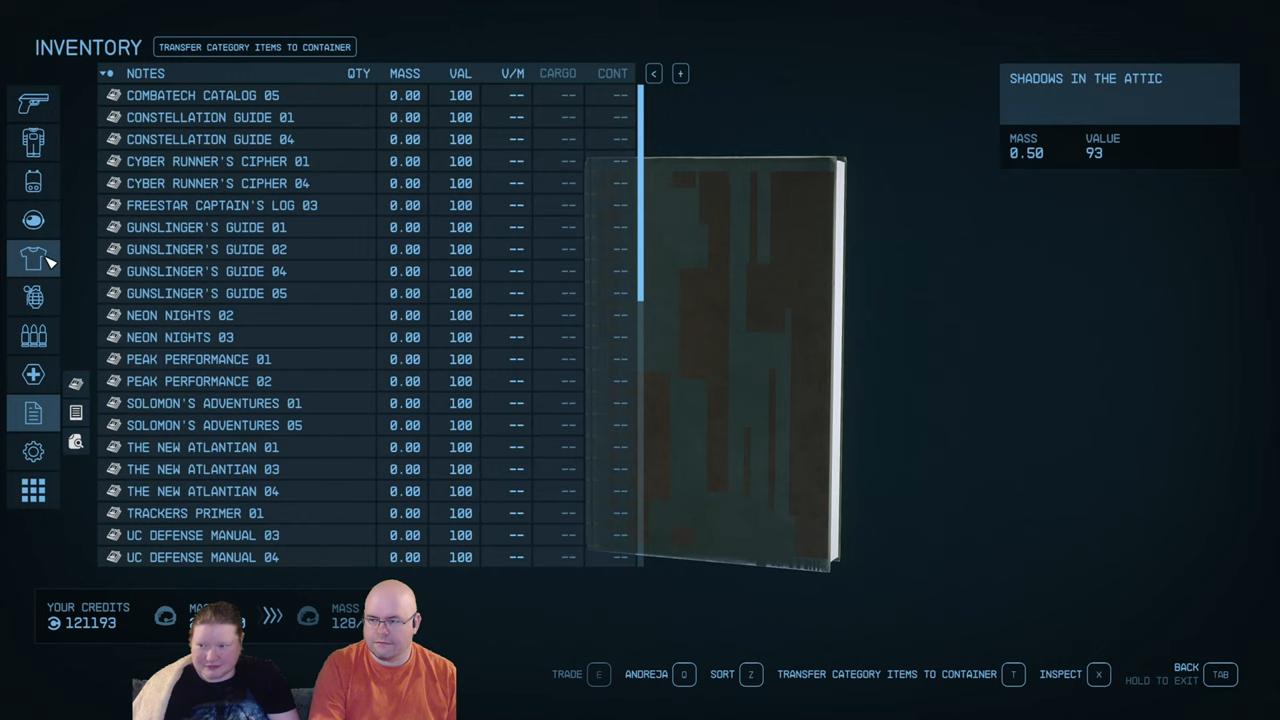 INVENTORY TRANSFER CATEGORY ITEMS TO CONTAINER
NOTES QTY MASS VAL V/M CARGO CONT < +
COMBATECH CATALOG 05 0.00 100 -- -- --
CONSTELLATION GUIDE 01 0.00 100 -- -- --
CONSTELLATION GUIDE 04 0.00 100 -- -- --
CYBER RUNNER'S CIPHER 01 0.00 100 -- -- --
CYBER RUNNER'S CIPHER 04 0.00 100 -- -- --
FREESTAR CAPTAIN'S LOG 03 0.00 100 -- -- --
GUNSLINGER'S GUIDE 01 0.00 100 -- -- --
GUNSLINGER'S GUIDE 02 0.00 100 -- -- --
GUNSLINGER'S GUIDE 04 0.00 100 -- -- --
GUNSLINGER'S GUIDE 05 0.00 100 -- -- --
NEON NIGHTS 02 0.00 100 -- -- --
NEON NIGHTS 03 0.00 100 -- -- --
PEAK PERFORMANCE 01 0.00 100 -- -- --
PEAK PERFORMANCE 02 0.00 100 -- -- --
SOLOMON'S ADVENTURES 01 0.00 100 -- -- --
SOLOMON'S ADVENTURES 05 0.00 100 -- -- --
THE NEW ATLANTIAN 01 0.00 100 -- -- --
THE NEW ATLANTIAN 03 0.00 100 -- -- --
THE NEW ATLANTIAN 04 0.00 100 -- -- --
TRACKERS PRIMER 01 0.00 100 -- -- --
UC DEFENSE MANUAL 03 0.00 100 -- -- --
UC DEFENSE MANUAL 04 0.00 100 -- -- --
SHADOWS IN THE ATTIC
MASS VALUE
0.50 93
YOUR CREDITS
121193
MASS
128/
TRADE E ANDREJA Q SORT Z TRANSFER CATEGORY ITEMS TO CONTAINER T INSPECT X BACK TAB
HOLD TO EXIT